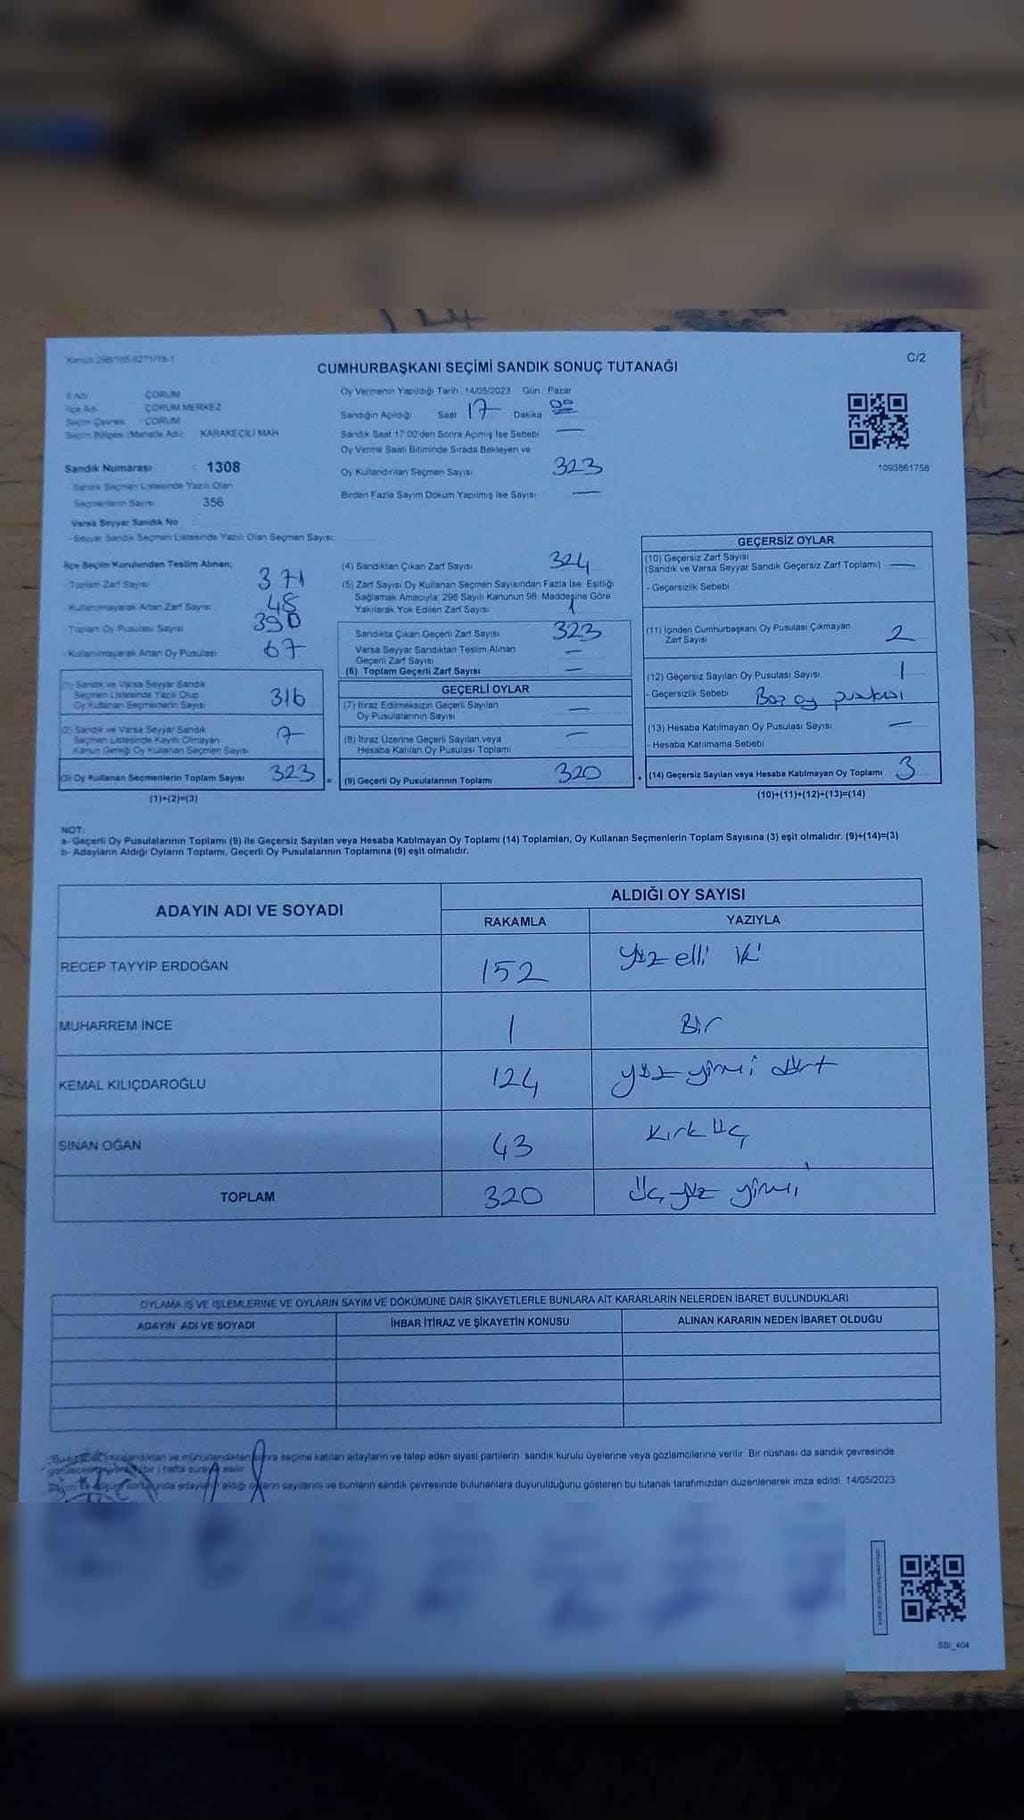 CUMHURBAŞKANI SEÇİMİ SANDIK SONUÇ TUTANAĞI
C/2
İl Adı : ÇORUM
İlçe Adı : ÇORUM MERKEZ
Seçim Çevresi : ÇORUM
Seçim Bölgesi (Mahalle Adı) : KARAKEÇİLİ MAH
Sandık Numarası : 1308
Sandık Seçmen Listesinde Yazılı Olan
Seçmenlerin Sayısı : 356
Varsa Seyyar Sandık No :
- Seyyar Sandık Seçmen Listesinde Yazılı Olan Seçmen Sayısı:
Oy Vermenin Yapıldığı Tarih : 14/05/2023 Gün : Pazar
Sandığın Açıldığı Saat 17 Dakika 00
Sandık Saat 17:00'den Sonra Açılmış İse Sebebi —
Oy Verme Saati Bitiminde Sırada Bekleyen ve
Oy Kullandırılan Seçmen Sayısı 323
Birden Fazla Sayım Döküm Yapılmış İse Sayısı —
1093861758
İlçe Seçim Kurulundan Teslim Alınan;
- Toplam Zarf Sayısı 371
- Kullanılmayarak Artan Zarf Sayısı 48
- Toplam Oy Pusulası Sayısı 390
- Kullanılmayarak Artan Oy Pusulası 67
(1) Sandık ve Varsa Seyyar Sandık
Seçmen Listesinde Yazılı Olup
Oy Kullanan Seçmenlerin Sayısı 316
(2) Sandık ve Varsa Seyyar Sandık
Seçmen Listesinde Kayıtlı Olmayan
Kanun Gereği Oy Kullanan Seçmen Sayısı 7
(3) Oy Kullanan Seçmenlerin Toplam Sayısı 323
(1)+(2)=(3)
(4) Sandıktan Çıkan Zarf Sayısı 324
(5) Zarf Sayısı Oy Kullanan Seçmen Sayısından Fazla İse, Eşitliği
Sağlamak Amacıyla, 298 Sayılı Kanunun 98. Maddesine Göre
Yakılarak Yok Edilen Zarf Sayısı 1
Sandıkta Çıkan Geçerli Zarf Sayısı 323
Varsa Seyyar Sandıktan Teslim Alınan
Geçerli Zarf Sayısı —
(6) Toplam Geçerli Zarf Sayısı —
GEÇERLİ OYLAR
(7) İtiraz Edilmeksizin Geçerli Sayılan
Oy Pusulalarının Sayısı —
(8) İtiraz Üzerine Geçerli Sayılan veya
Hesaba Katılan Oy Pusulası Toplamı —
(9) Geçerli Oy Pusulalarının Toplamı 320
GEÇERSİZ OYLAR
(10) Geçersiz Zarf Sayısı
(Sandık ve Varsa Seyyar Sandık Geçersiz Zarf Toplamı) —
- Geçersizlik Sebebi
(11) İçinden Cumhurbaşkanı Oy Pusulası Çıkmayan
Zarf Sayısı 2
(12) Geçersiz Sayılan Oy Pusulası Sayısı 1
- Geçersizlik Sebebi Boş oy pusulası
(13) Hesaba Katılmayan Oy Pusulası Sayısı —
- Hesaba Katılmama Sebebi
(14) Geçersiz Sayılan veya Hesaba Katılmayan Oy Toplamı 3
(10)+(11)+(12)+(13)=(14)
NOT:
a- Geçerli Oy Pusulalarının Toplamı (9) ile Geçersiz Sayılan veya Hesaba Katılmayan Oy Toplamı (14) Toplamları, Oy Kullanan Seçmenlerin Toplam Sayısına (3) eşit olmalıdır. (9)+(14)=(3)
b- Adayların Aldığı Oyların Toplamı, Geçerli Oy Pusulalarının Toplamına (9) eşit olmalıdır.
ADAYIN ADI VE SOYADI
ALDIĞI OY SAYISI
RAKAMLA YAZIYLA
RECEP TAYYİP ERDOĞAN 152 Yüz elli iki
MUHARREM İNCE 1 Bir
KEMAL KILIÇDAROĞLU 124 yüz yirmi dört
SİNAN OĞAN 43 Kırk üç
TOPLAM 320 Üç yüz yirmi
OYLAMA İŞ VE İŞLEMLERİNE VE OYLARIN SAYIM VE DÖKÜMÜNE DAİR ŞİKAYETLERLE BUNLARA AİT KARARLARIN NELERDEN İBARET BULUNDUKLARI
ADAYIN ADI VE SOYADI İHBAR İTİRAZ VE ŞİKAYETİN KONUSU ALINAN KARARIN NEDEN İBARET OLDUĞU
sonra seçime katılan adayların ve talep eden siyasi partilerin sandık kurulu üyelerine veya gözlemcilerine verilir. Bir nüshası da sandık çevresinde
aldığı oyların sayılarını ve bunların sandık çevresinde bulunanlara duyurulduğunu gösteren bu tutanak tarafımızdan düzenlenerek imza edildi. 14/05/2023
SSI_404